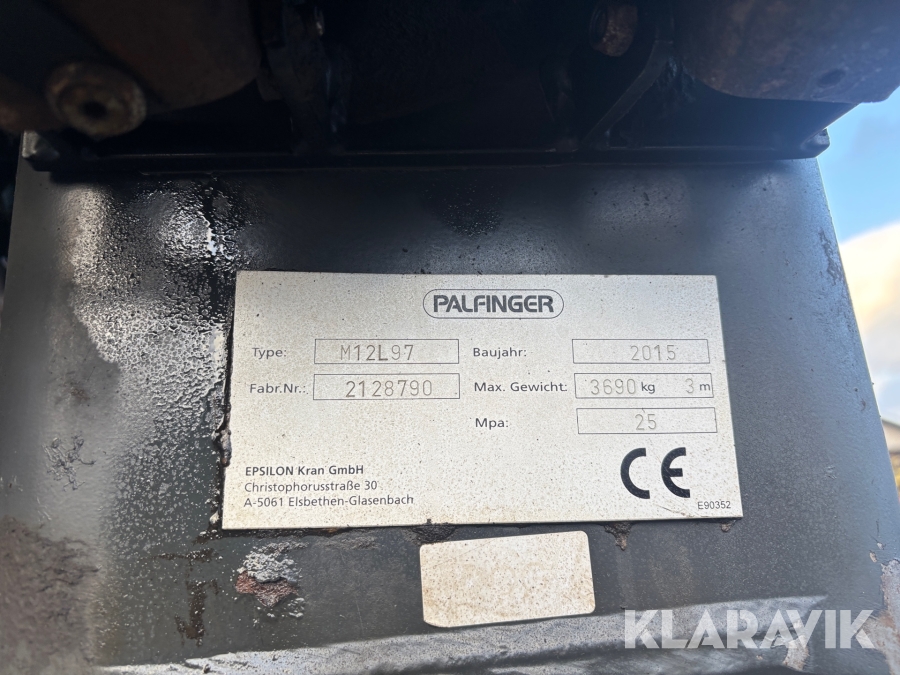 PALFINGER
Type: M12L97 Baujahr: 2015
Fabr.Nr.: 2128790 Max. Gewicht: 3690 kg 3 m
Mpa: 25
EPSILON Kran GmbH
Christophorusstraße 30
A-5061 Elsbethen-Glasenbach
CE
E90352
KLARAVIK